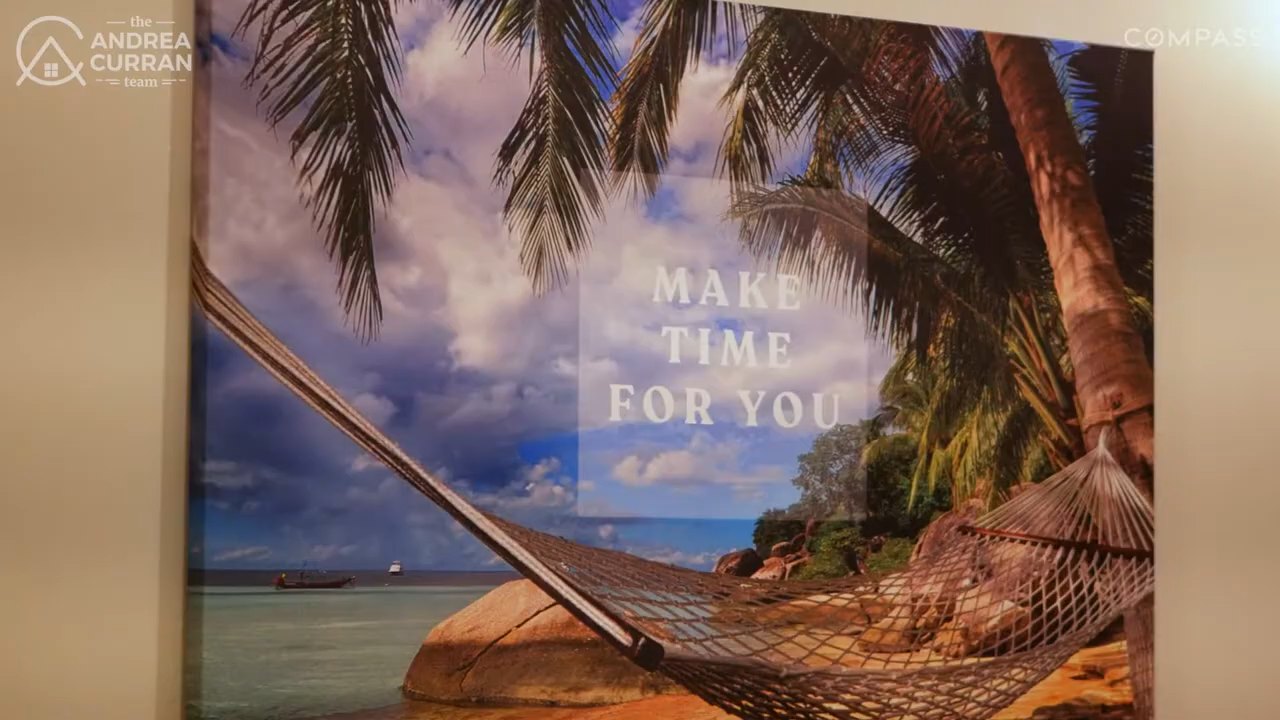 the
ANDREA
CURRAN
team
COMPASS
MAKE
TIME
FOR YOU